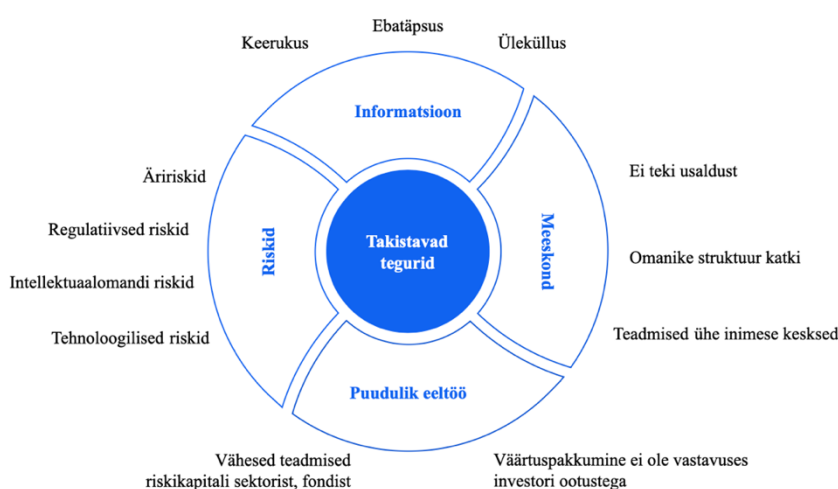 Ebatäpsus
Keerukus
Üleküllus
Informatsioon
Äririskid
Regulatiivsed riskid
Intellektuaalomandi riskid
Tehnoloogilised riskid
Riskid
Takistavad
tegurid
Meeskond
Ei teki usaldust
Omanike struktuur katki
Teadmised ühe inimese kesksed
Puudulik eeltöö
Vähesed teadmised
riskikapitali sektorist, fondist
Väärtuspakkumine ei ole vastavuses
investori ootustega